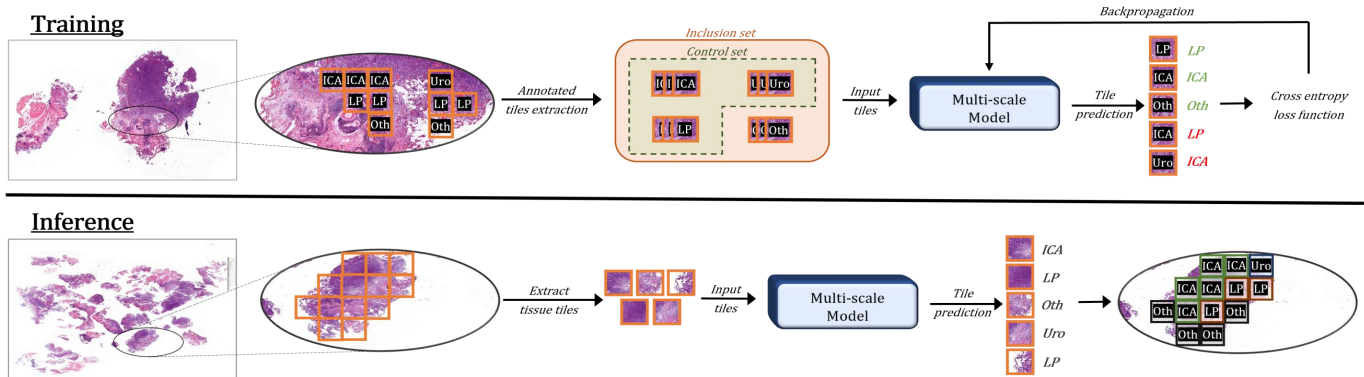 Training
Backpropagation
Inclusion set
Control set
ICA ICA ICA Uro
LP LP LP LP
Oth Oth
Annotated
tiles extraction
ICA Uro
LP Oth
Input
tiles
Multi-scale
Model
Tile
prediction
LP LP
ICA ICA
Oth Oth
ICA LP
Uro ICA
Cross entropy
loss function
Inference
Extract
tissue tiles
Input
tiles
Multi-scale
Model
Tile
prediction
ICA
LP
Oth
Uro
LP
ICA ICA Uro
ICA ICA LP LP
Oth ICA LP Oth
Oth Oth